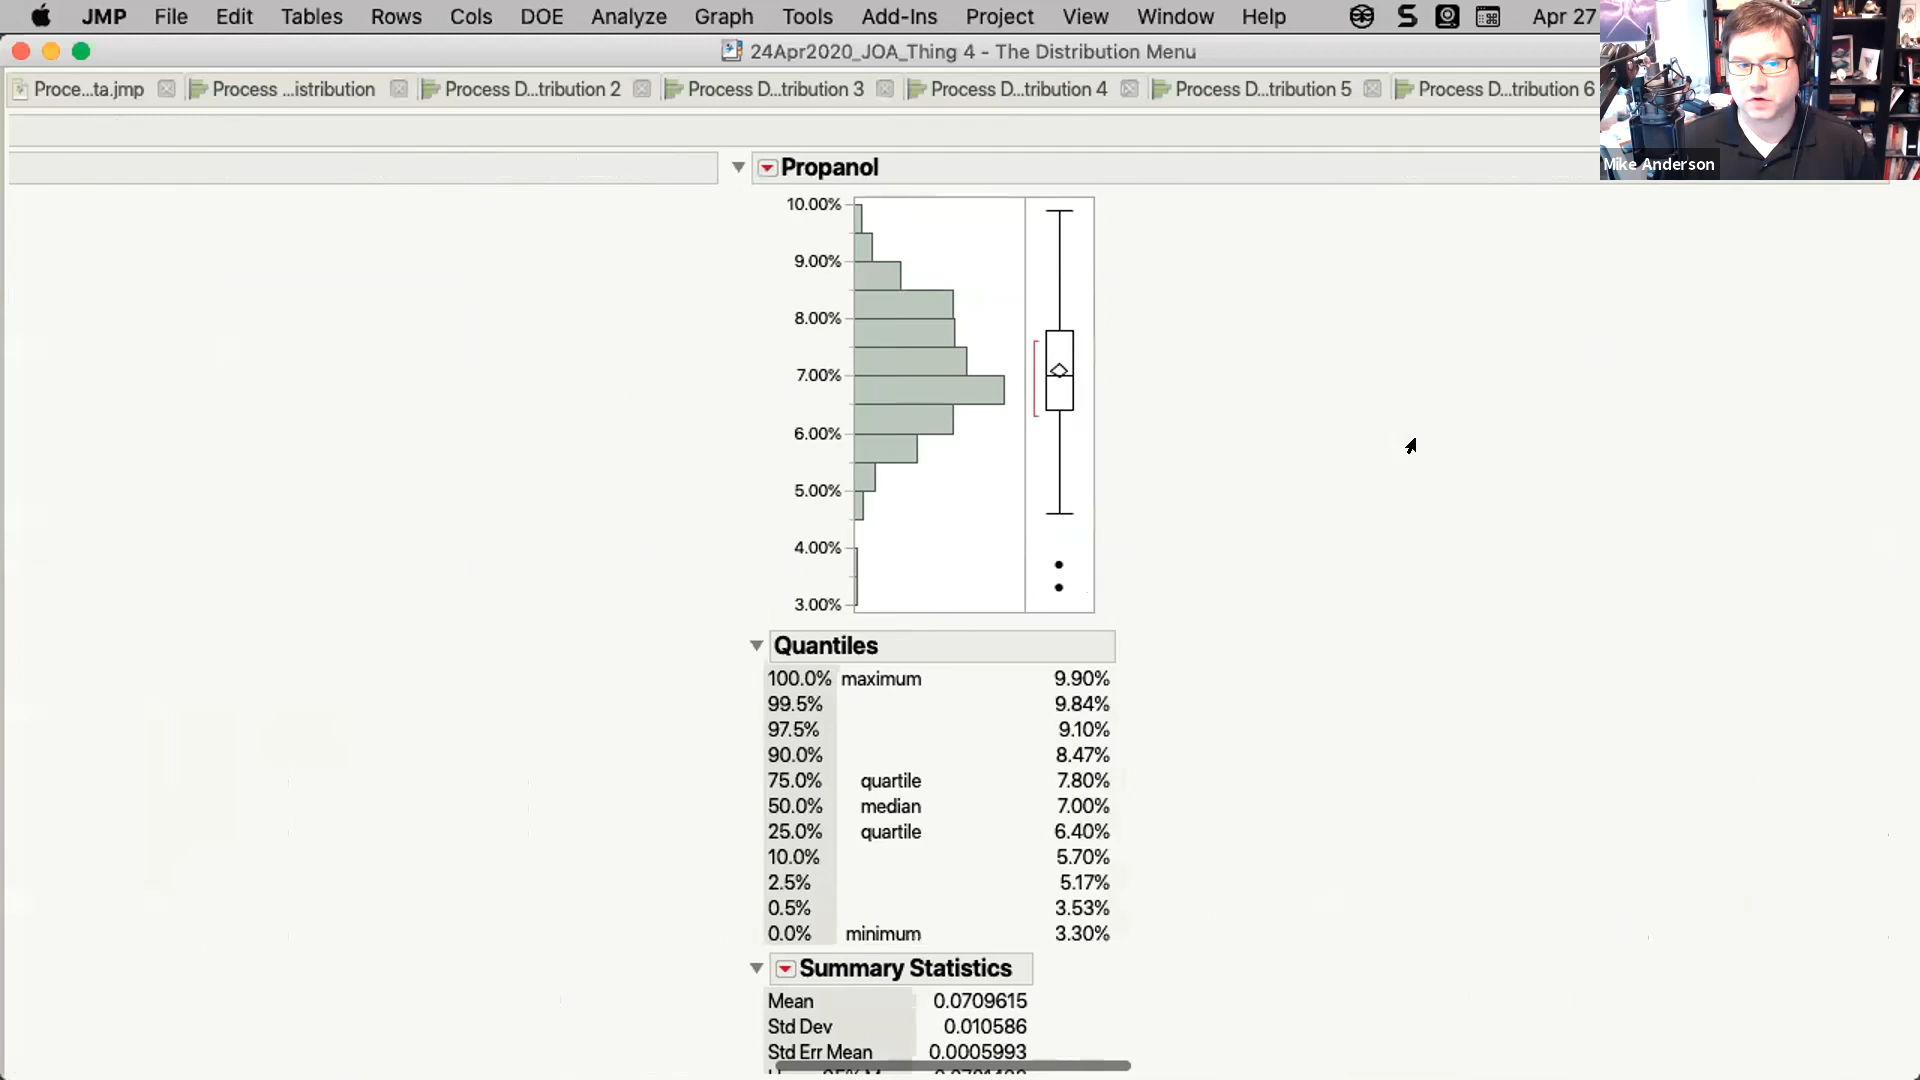 JMP File Edit Tables Rows Cols DOE Analyze Graph Tools Add-Ins Project View Window Help Apr 27
24Apr2020_JOA_Thing 4 - The Distribution Menu
Proce...ta.jmp Process ...istribution Process D...tribution 2 Process D...tribution 3 Process D...tribution 4 Process D...tribution 5 Process D...tribution 6
Mike Anderson
Propanol
10.00%
9.00%
8.00%
7.00%
6.00%
5.00%
4.00%
3.00%
Quantiles
100.0% maximum 9.90%
99.5% 9.84%
97.5% 9.10%
90.0% 8.47%
75.0% quartile 7.80%
50.0% median 7.00%
25.0% quartile 6.40%
10.0% 5.70%
2.5% 5.17%
0.5% 3.53%
0.0% minimum 3.30%
Summary Statistics
Mean 0.0709615
Std Dev 0.010586
Std Err Mean 0.0005993